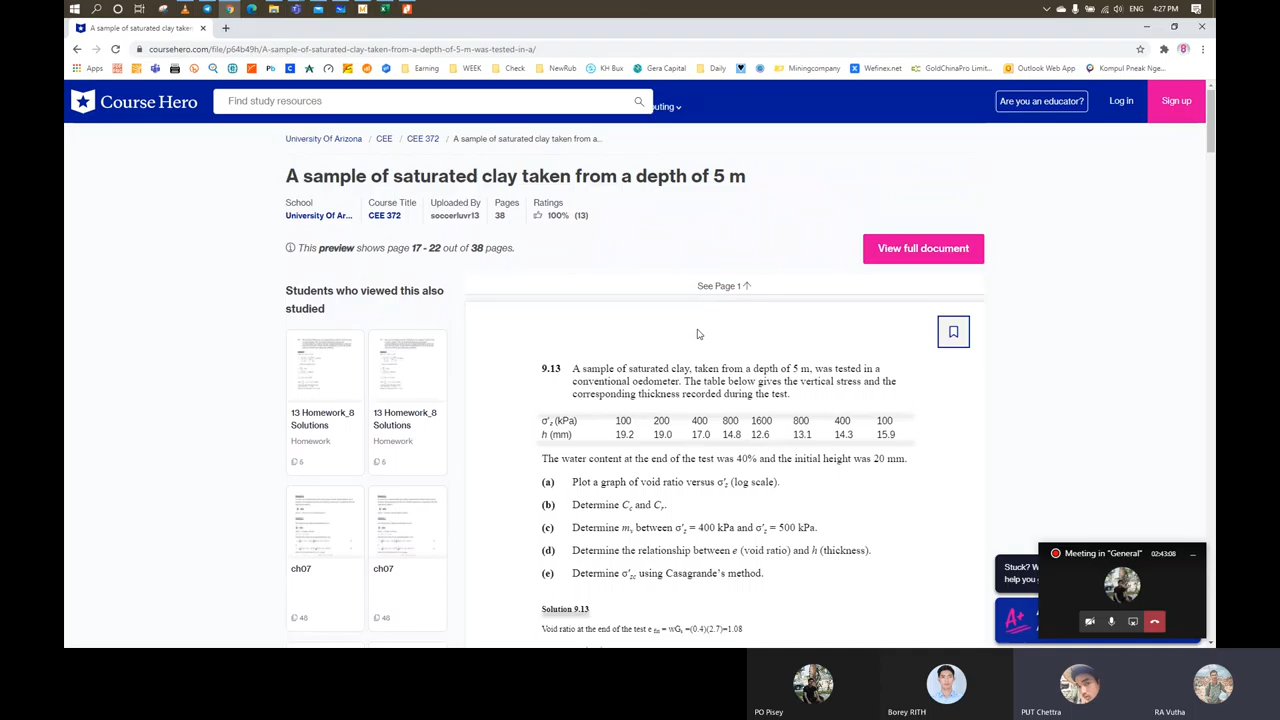 4:27 PM
A sample of saturated clay taken
coursehero.com/file/p64b49h/A-sample-of-saturated-clay-taken-from-a-depth-of-5-m-was-tested-in-a/
Apps Earning WEEK Check NewRub KH Bux Gera Capital Daily Miningcompany Wefinex.net GoldChinaPro Limit... Outlook Web App Kompul Pneak Nge...
Course Hero Find study resources uting Are you an educator? Log in Sign up
University Of Arizona / CEE / CEE 372 / A sample of saturated clay taken from a...
A sample of saturated clay taken from a depth of 5 m
School Course Title Uploaded By Pages Ratings
University Of Ar... CEE 372 soccerluvr13 38 100% (13)
This preview shows page 17 - 22 out of 38 pages.
View full document
Students who viewed this also
studied
13 Homework_8
Solutions
Homework
6
13 Homework_8
Solutions
Homework
6
ch07
48
ch07
48
See Page 1
9.13 A sample of saturated clay, taken from a depth of 5 m, was tested in a
conventional oedometer. The table below gives the vertical stress and the
corresponding thickness recorded during the test.
σ'z (kPa) 100 200 400 800 1600 800 400 100
h (mm) 19.2 19.0 17.0 14.8 12.6 13.1 14.3 15.9
The water content at the end of the test was 40% and the initial height was 20 mm.
(a) Plot a graph of void ratio versus σ'z (log scale).
(b) Determine Cc and Cr.
(c) Determine mv between σ'z = 400 kPa and σ'z = 500 kPa.
(d) Determine the relationship between e (void ratio) and h (thickness).
(e) Determine σ'zc using Casagrande's method.
Solution 9.13
Void ratio at the end of the test e fin = wGs =(0.4)(2.7)=1.08
Stuck? W
help you
A+
Meeting in "General" 02:43:08
PO Pisey Borey RITH PUT Chettra RA Vutha